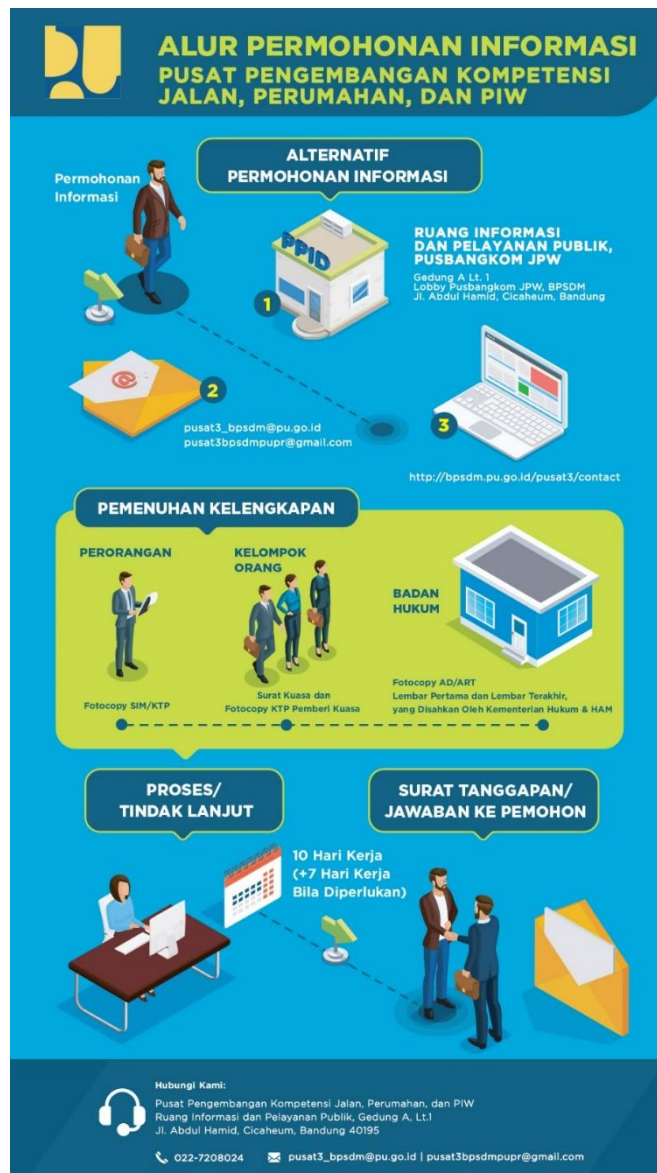 ALUR PERMOHONAN INFORMASI
PUSAT PENGEMBANGAN KOMPETENSI
JALAN, PERUMAHAN, DAN PIW
ALTERNATIF
PERMOHONAN INFORMASI
Permohonan
Informasi
PPID
1
RUANG INFORMASI
DAN PELAYANAN PUBLIK,
PUSBANGKOM JPW
Gedung A Lt. 1
Lobby Pusbangkom JPW, BPSDM
Jl. Abdul Hamid, Cicaheum, Bandung
@
2
pusat3_bpsdm@pu.go.id
pusat3bpsdmpupr@gmail.com
3
http://bpsdm.pu.go.id/pusat3/contact
PEMENUHAN KELENGKAPAN
PERORANGAN
Fotocopy SIM/KTP
KELOMPOK
ORANG
Surat Kuasa dan
Fotocopy KTP Pemberi Kuasa
BADAN
HUKUM
Fotocopy AD/ART
Lembar Pertama dan Lembar Terakhir,
yang Disahkan Oleh Kementerian Hukum & HAM
PROSES/
TINDAK LANJUT
10 Hari Kerja
(+7 Hari Kerja
Bila Diperlukan)
SURAT TANGGAPAN/
JAWABAN KE PEMOHON
Hubungi Kami:
Pusat Pengembangan Kompetensi Jalan, Perumahan, dan PIW
Ruang Informasi dan Pelayanan Publik, Gedung A, Lt.1
Jl. Abdul Hamid, Cicaheum, Bandung 40195
022-7208024 pusat3_bpsdm@pu.go.id | pusat3bpsdmpupr@gmail.com